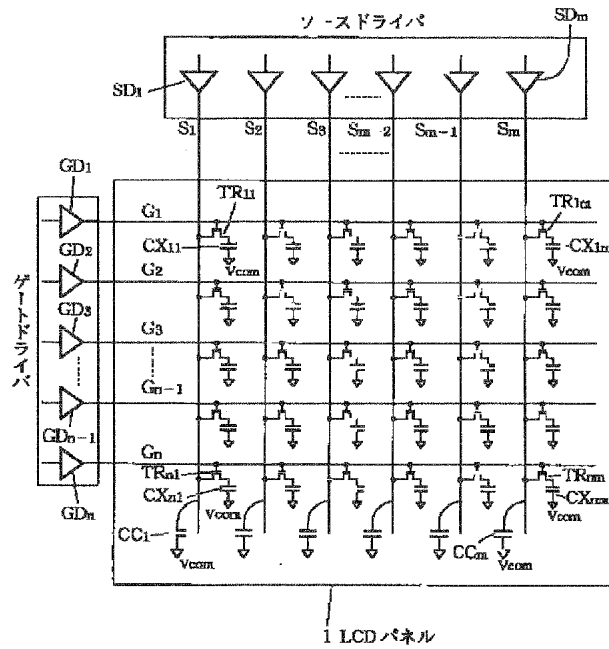 ソースドライバ
SDm
SD1
S1 S2 S3 Sm-2 Sm-1 Sm
GD1
G1 TR11 TR1m
CX11 CX1m
Vcom Vcom
GD2
G2
GD3
G3
ゲートドライバ
Gn-1
GDn-1
Gn
TRn1 TRnm
GDn
CXn1 CXnm
Vcom Vcom
CC1 CCm
Vcom Vcom
1 LCDパネル